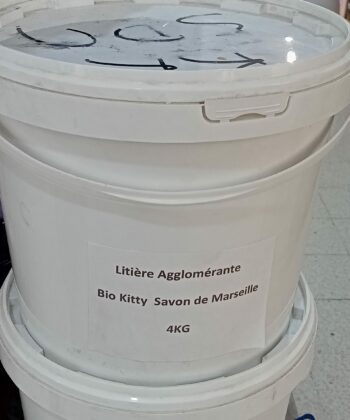 Litière Agglomérante
Bio Kitty Savon de Marseille
4KG